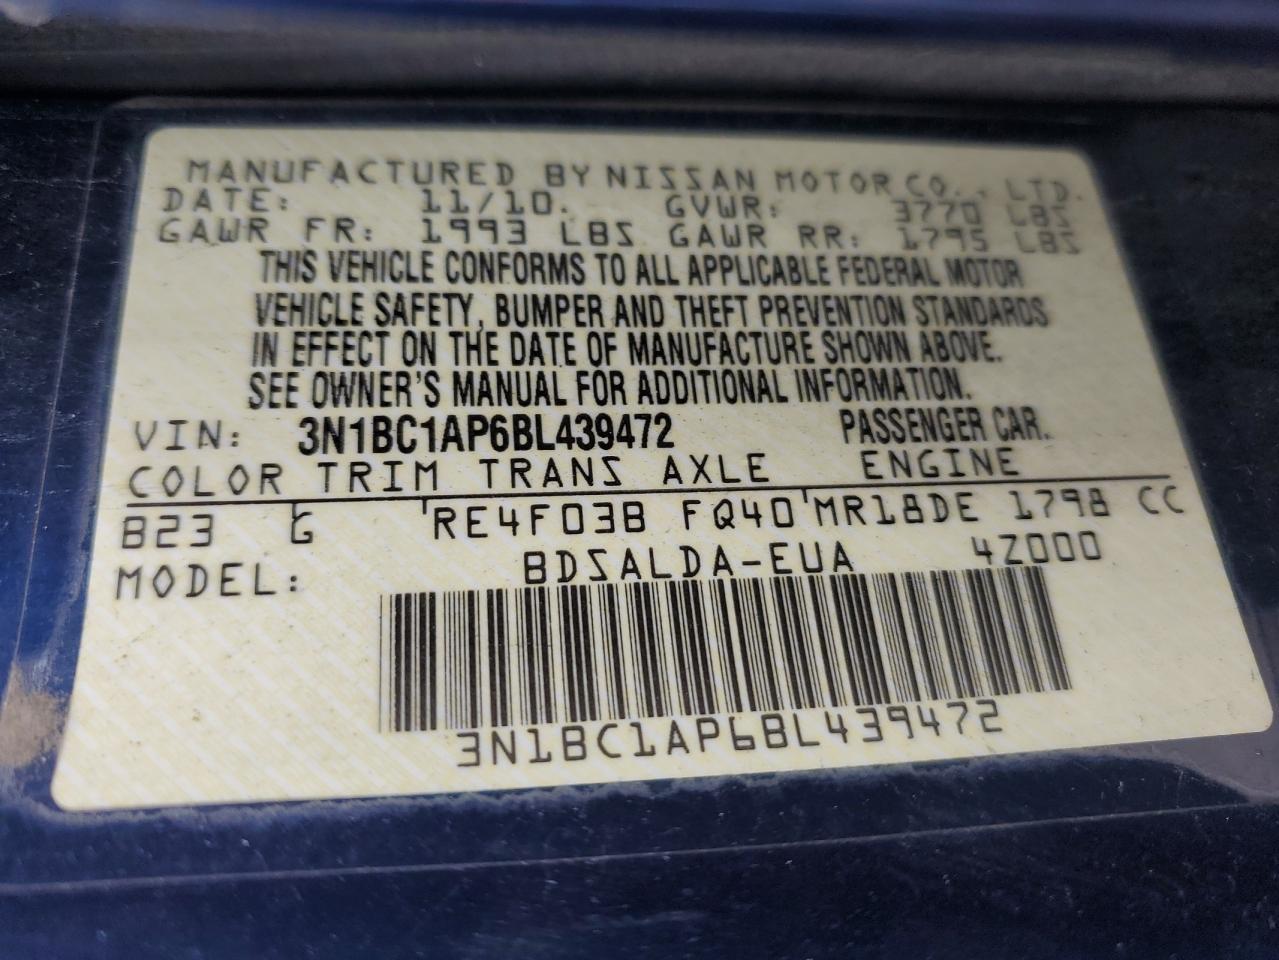 MANUFACTURED BY NISSAN MOTOR CO., LTD.
DATE: 11/10. GVWR: 3770 LBS
GAWR FR: 1993 LBS GAWR RR: 1795 LBS
THIS VEHICLE CONFORMS TO ALL APPLICABLE FEDERAL MOTOR
VEHICLE SAFETY, BUMPER AND THEFT PREVENTION STANDARDS
IN EFFECT ON THE DATE OF MANUFACTURE SHOWN ABOVE.
SEE OWNER'S MANUAL FOR ADDITIONAL INFORMATION.
VIN: 3N1BC1AP6BL439472 PASSENGER CAR.
COLOR TRIM TRANS AXLE ENGINE
B23 G RE4F03B FQ40 MR18DE 1798 CC
MODEL: BDSALDA-EUA 4Z000
3N1BC1AP6BL439472